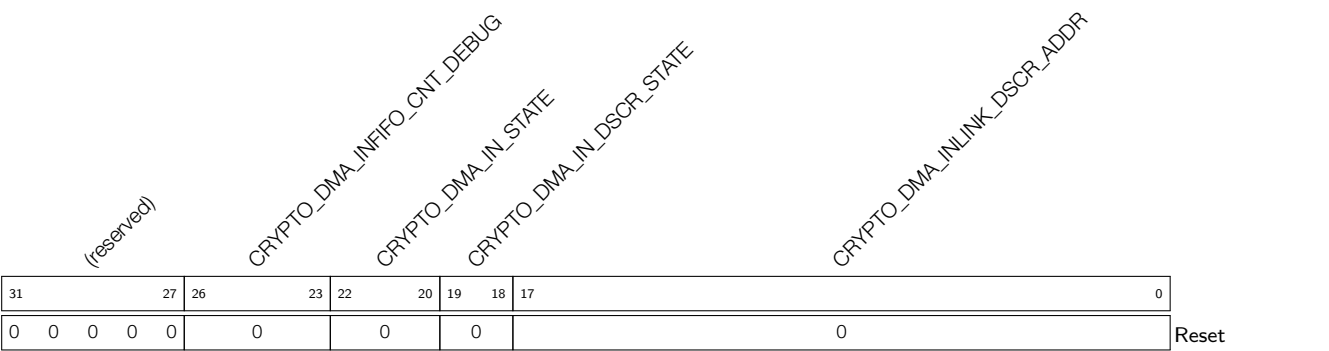 (reserved)
CRYPTO_DMA_INFIFO_CNT_DEBUG
CRYPTO_DMA_IN_STATE
CRYPTO_DMA_IN_DSCR_STATE
CRYPTO_DMA_INLINK_DSCR_ADDR
31 27 26 23 22 20 19 18 17 0
0 0 0 0 0 0 0 0 0 Reset